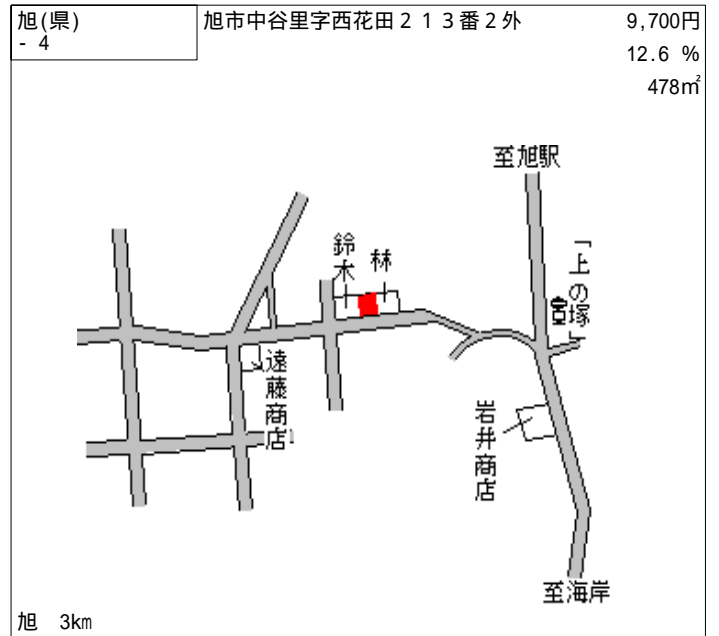 旭(県)
- 4
旭市中谷里字西花田２１３番２外
9,700円
12.6 %
478㎡
至旭駅
鈴木
林
「上の塚」
遠藤商店
岩井商店
至海岸
旭 3km